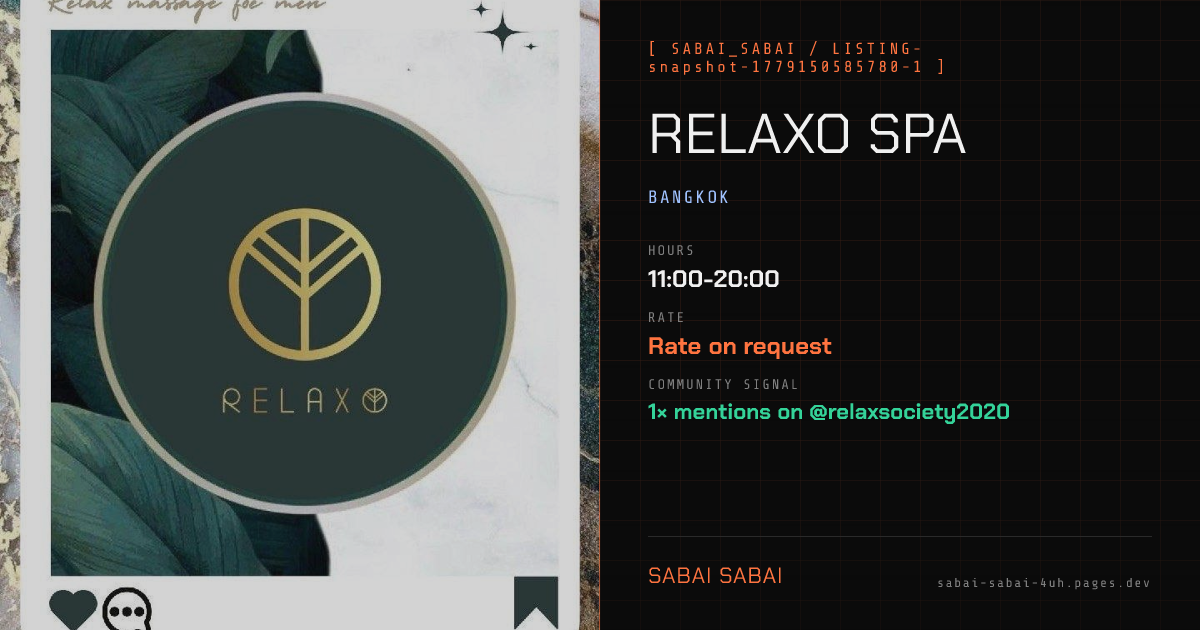 Relax massage for men
RELAXO
[ SABAI_SABAI / LISTING-
snapshot-1779150585780-1 ]
RELAXO SPA
BANGKOK
HOURS
11:00-20:00
RATE
Rate on request
COMMUNITY SIGNAL
1× mentions on @relaxsociety2020
SABAI SABAI
sabai-sabai-4uh.pages.dev